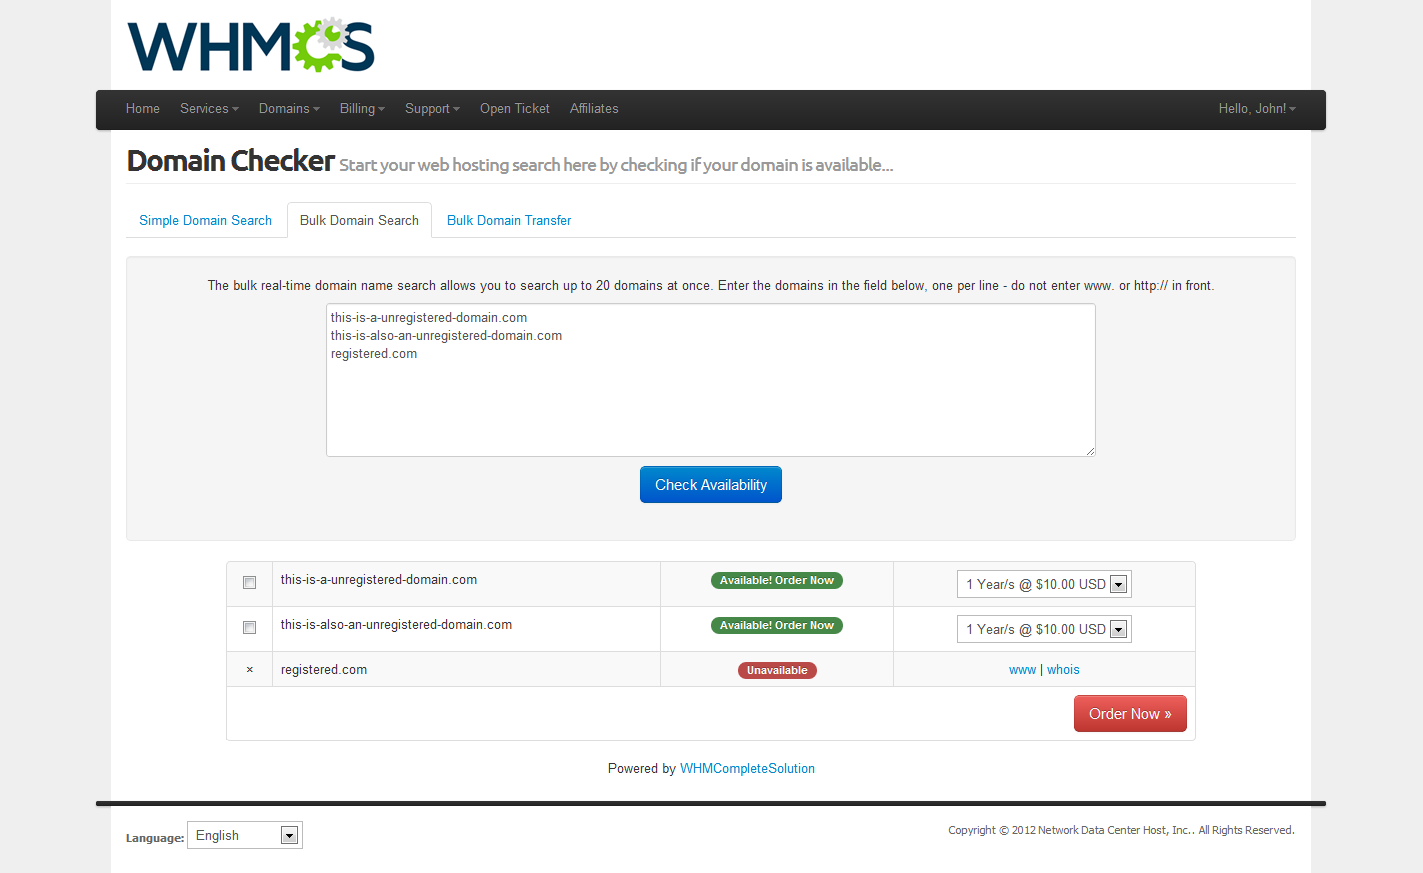 WHMCS
Home Services Domains Billing Support Open Ticket Affiliates Hello, John!
Domain Checker Start your web hosting search here by checking if your domain is available...
Simple Domain Search Bulk Domain Search Bulk Domain Transfer
The bulk real-time domain name search allows you to search up to 20 domains at once. Enter the domains in the field below, one per line - do not enter www. or http:// in front.
this-is-a-unregistered-domain.com
this-is-also-an-unregistered-domain.com
registered.com
Check Availability
this-is-a-unregistered-domain.com Available! Order Now 1 Year/s @ $10.00 USD
this-is-also-an-unregistered-domain.com Available! Order Now 1 Year/s @ $10.00 USD
× registered.com Unavailable www | whois
Order Now »
Powered by WHMCompleteSolution
Language: English Copyright © 2012 Network Data Center Host, Inc.. All Rights Reserved.